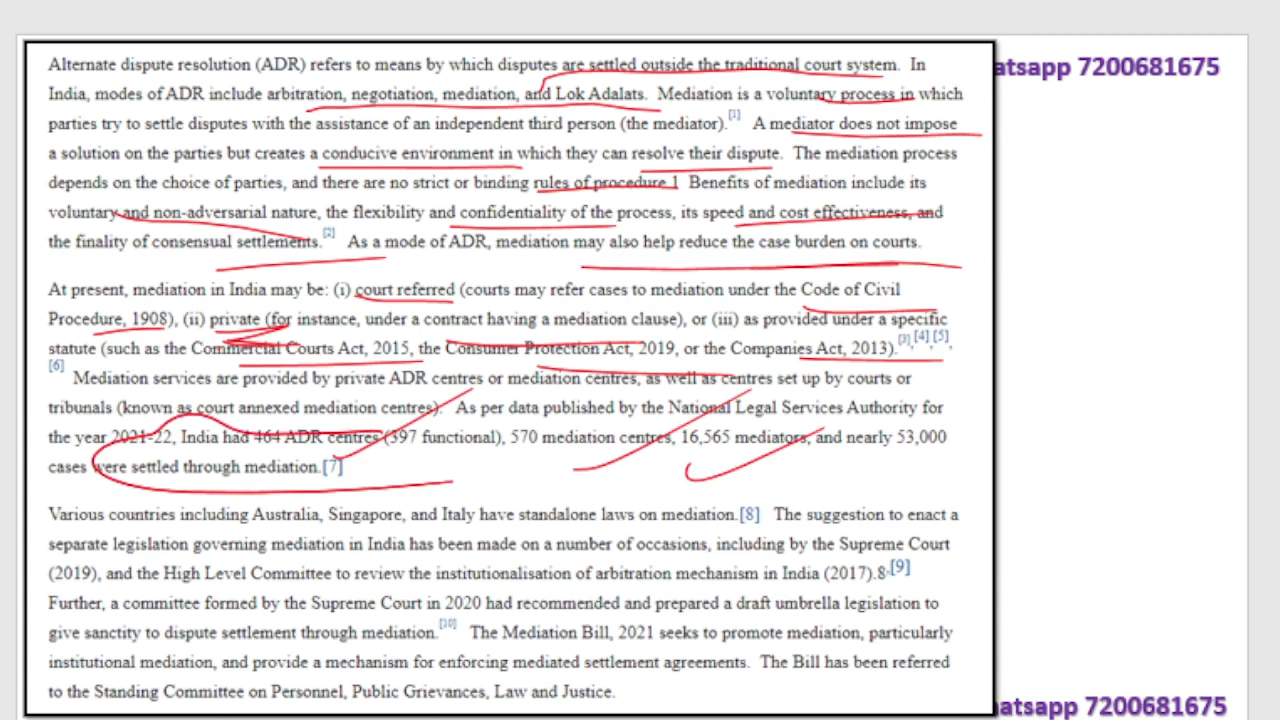 atsapp 7200681675
Alternate dispute resolution (ADR) refers to means by which disputes are settled outside the traditional court system. In
India, modes of ADR include arbitration, negotiation, mediation, and Lok Adalats. Mediation is a voluntary process in which
parties try to settle disputes with the assistance of an independent third person (the mediator).[1] A mediator does not impose
a solution on the parties but creates a conducive environment in which they can resolve their dispute. The mediation process
depends on the choice of parties, and there are no strict or binding rules of procedure.1 Benefits of mediation include its
voluntary and non-adversarial nature, the flexibility and confidentiality of the process, its speed and cost effectiveness, and
the finality of consensual settlements.[2] As a mode of ADR, mediation may also help reduce the case burden on courts.
At present, mediation in India may be: (i) court referred (courts may refer cases to mediation under the Code of Civil
Procedure, 1908), (ii) private (for instance, under a contract having a mediation clause), or (iii) as provided under a specific
statute (such as the Commercial Courts Act, 2015, the Consumer Protection Act, 2019, or the Companies Act, 2013).[3],[4] [5],
[6] Mediation services are provided by private ADR centres or mediation centres, as well as centres set up by courts or
tribunals (known as court annexed mediation centres). As per data published by the National Legal Services Authority for
the year 2021-22, India had 464 ADR centres (397 functional), 570 mediation centres, 16,565 mediators, and nearly 53,000
cases were settled through mediation.[7]
Various countries including Australia, Singapore, and Italy have standalone laws on mediation.[8] The suggestion to enact a
separate legislation governing mediation in India has been made on a number of occasions, including by the Supreme Court
(2019), and the High Level Committee to review the institutionalisation of arbitration mechanism in India (2017).8,[9]
Further, a committee formed by the Supreme Court in 2020 had recommended and prepared a draft umbrella legislation to
give sanctity to dispute settlement through mediation.[10] The Mediation Bill, 2021 seeks to promote mediation, particularly
institutional mediation, and provide a mechanism for enforcing mediated settlement agreements. The Bill has been referred
to the Standing Committee on Personnel, Public Grievances, Law and Justice.
atsapp 7200681675